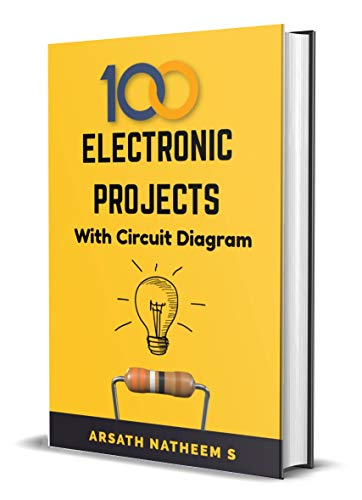 100
ELECTRONIC
PROJECTS
With Circuit Diagram
ARSATH NATHEEM S